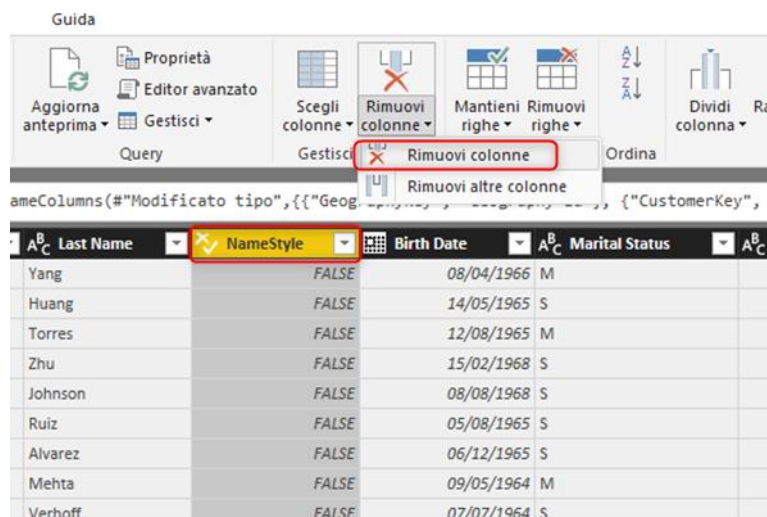 Guida
Proprietà
Editor avanzato
Gestisci
Aggiorna
anteprima
Query
Scegli
colonne
Rimuovi
colonne
Gestisci
Mantieni
righe
Rimuovi
righe
Ordina
Dividi
colonna
Rimuovi colonne
Rimuovi altre colonne
ameColumns(#"Modificato tipo",{{"Geog {"CustomerKey",
Last Name NameStyle Birth Date Marital Status
Yang FALSE 08/04/1966 M
Huang FALSE 14/05/1965 S
Torres FALSE 12/08/1965 M
Zhu FALSE 15/02/1968 S
Johnson FALSE 08/08/1968 S
Ruiz FALSE 05/08/1965 S
Alvarez FALSE 06/12/1965 S
Mehta FALSE 09/05/1964 M
Verhoff FALSE 07/07/1964 S